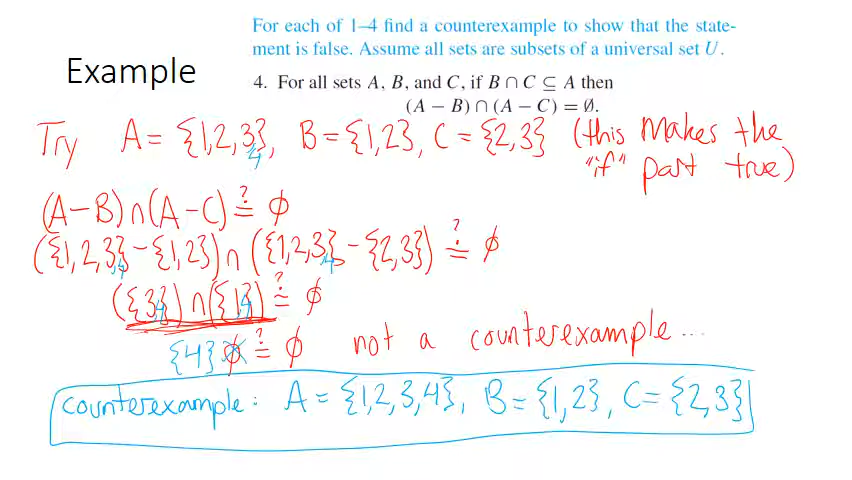 For each of 1–4 find a counterexample to show that the state-
ment is false. Assume all sets are subsets of a universal set U.
Example
4. For all sets A, B, and C, if B ∩ C ⊆ A then
(A − B) ∩ (A − C) = ∅.
Try A = {1,2,3,4}, B = {1,2}, C = {2,3} (this makes the
"if" part true)
(A−B)∩(A−C) ≟ ∅
({1,2,3,4}−{1,2}) ∩ ({1,2,3,4}−{2,3}) ≟ ∅
({3,4}) ∩ ({1,4}) ≟ ∅
{4} ∅ ≟ ∅ not a counterexample...
counterexample: A = {1,2,3,4}, B = {1,2}, C = {2,3}